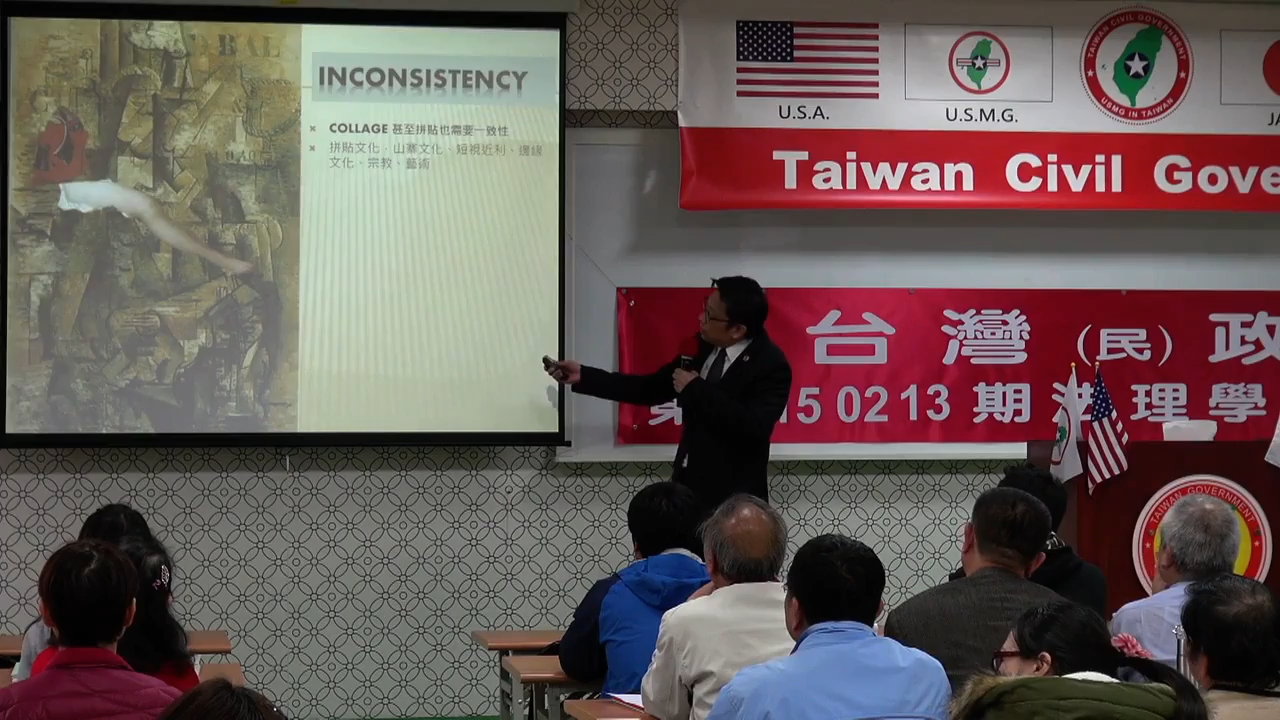 BAL
INCONSISTENCY
COLLAGE 甚至拼貼也需要一致性
拼貼文化、山寨文化、短視近利、邊緣
文化、宗教、藝術
U.S.A.
U.S.M.G.
TAIWAN CIVIL GOVERNMENT
USMG IN TAIWAN
JA
Taiwan Civil Gove
台灣(民)政
15 02 13 期 法理學
TAIWAN GOVERNMENT